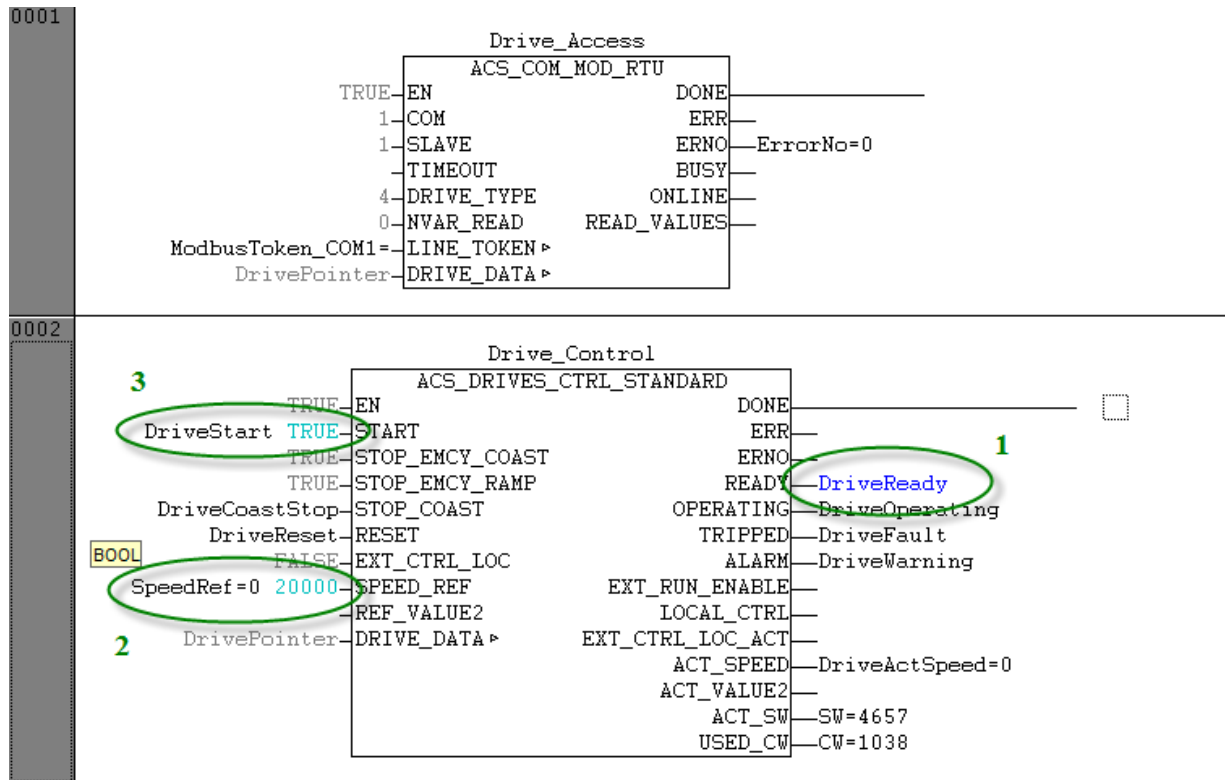 0001
Drive_Access
ACS_COM_MOD_RTU
TRUE EN DONE
1 COM ERR
1 SLAVE ERNO ErrorNo=0
TIMEOUT BUSY
4 DRIVE_TYPE ONLINE
0 NVAR_READ READ_VALUES
ModbusToken_COM1= LINE_TOKEN
DrivePointer DRIVE_DATA
0002
Drive_Control
ACS_DRIVES_CTRL_STANDARD
3
TRUE EN DONE
DriveStart TRUE START ERR
TRUE STOP_EMCY_COAST ERNO 1
TRUE STOP_EMCY_RAMP READY DriveReady
DriveCoastStop STOP_COAST OPERATING DriveOperating
DriveReset RESET TRIPPED DriveFault
BOOL FALSE EXT_CTRL_LOC ALARM DriveWarning
SpeedRef=0 20000 SPEED_REF EXT_RUN_ENABLE
REF_VALUE2 LOCAL_CTRL
2 DrivePointer DRIVE_DATA EXT_CTRL_LOC_ACT
ACT_SPEED DriveActSpeed=0
ACT_VALUE2
ACT_SW SW=4657
USED_CW CW=1038